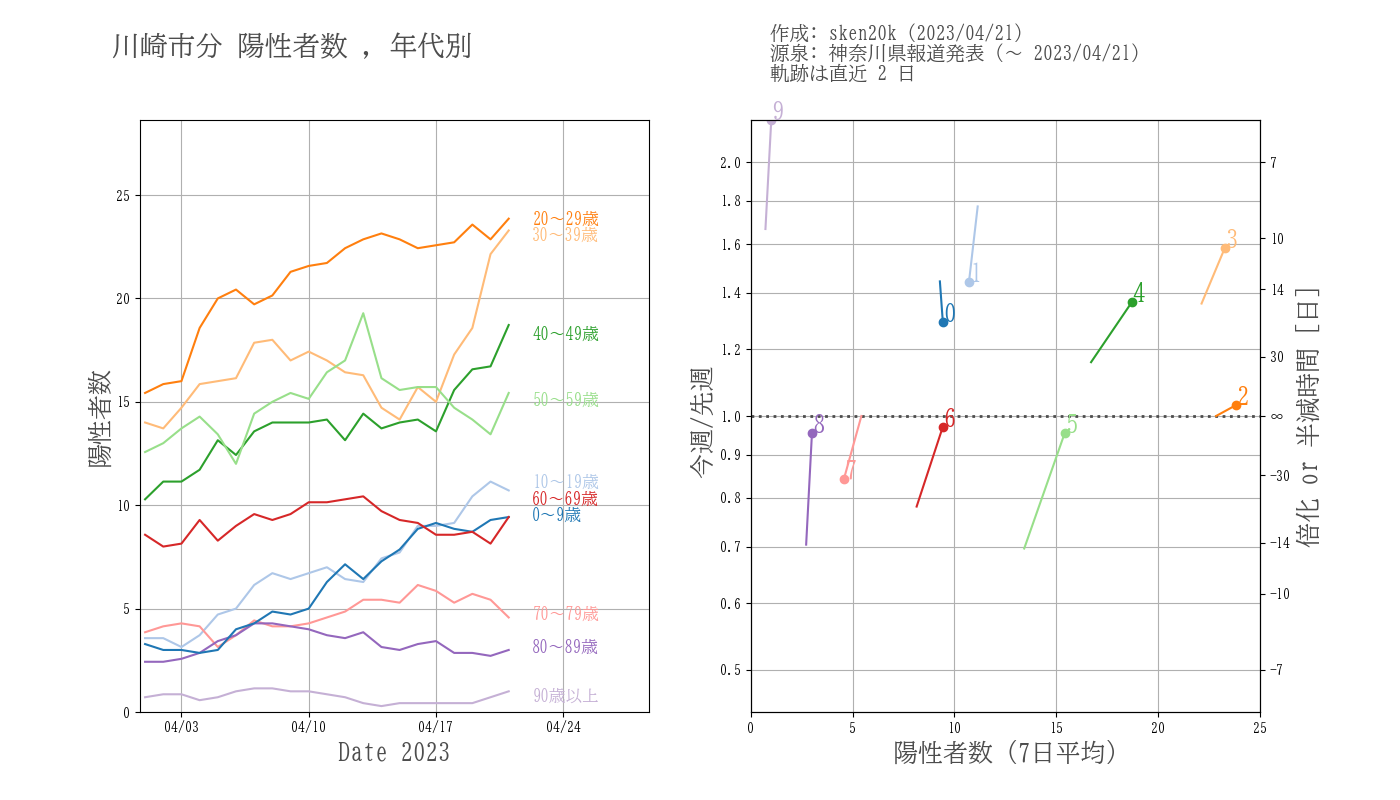 川崎市分 陽性者数 , 年代別
作成: sken20k (2023/04/21)
源泉: 神奈川県報道発表 (〜 2023/04/21)
軌跡は直近 2 日
陽性者数
25
20
15
10
5
0
20〜29歳
30〜39歳
40〜49歳
50〜59歳
10〜19歳
60〜69歳
0〜9歳
70〜79歳
80〜89歳
90歳以上
04/03 04/10 04/17 04/24
Date 2023
今週/先週
2.0
1.8
1.6
1.4
1.2
1.0
0.9
0.8
0.7
0.6
0.5
9
3
1
4
0
2
6
8
5
7
7
10
14
30
∞
-30
-14
-10
-7
倍化 or 半減時間 [日]
0 5 10 15 20 25
陽性者数 (7日平均)